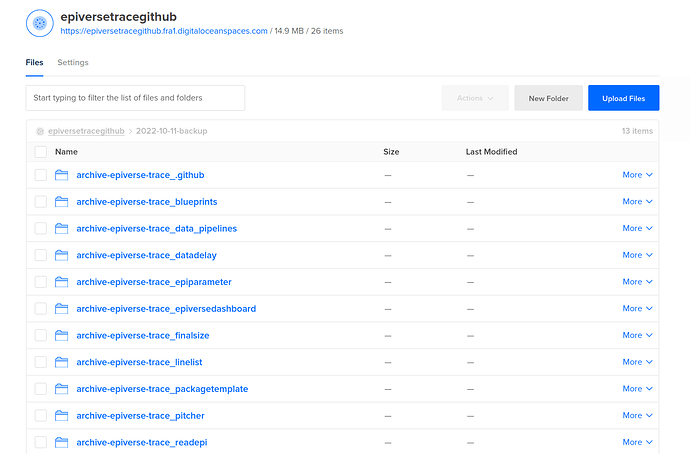 epiversetracegithub
https://epiversetracegithub.fra1.digitaloceanspaces.com / 14.9 MB / 26 items
Files Settings
Start typing to filter the list of files and folders
Actions New Folder Upload Files
epiversetracegithub > 2022-10-11-backup 13 items
Name Size Last Modified
archive-epiverse-trace_.github — — More
archive-epiverse-trace_blueprints — — More
archive-epiverse-trace_data_pipelines — — More
archive-epiverse-trace_datadelay — — More
archive-epiverse-trace_epiparameter — — More
archive-epiverse-trace_epiversedashboard — — More
archive-epiverse-trace_finalsize — — More
archive-epiverse-trace_linelist — — More
archive-epiverse-trace_packagetemplate — — More
archive-epiverse-trace_pitcher — — More
archive-epiverse-trace_readepi — — More